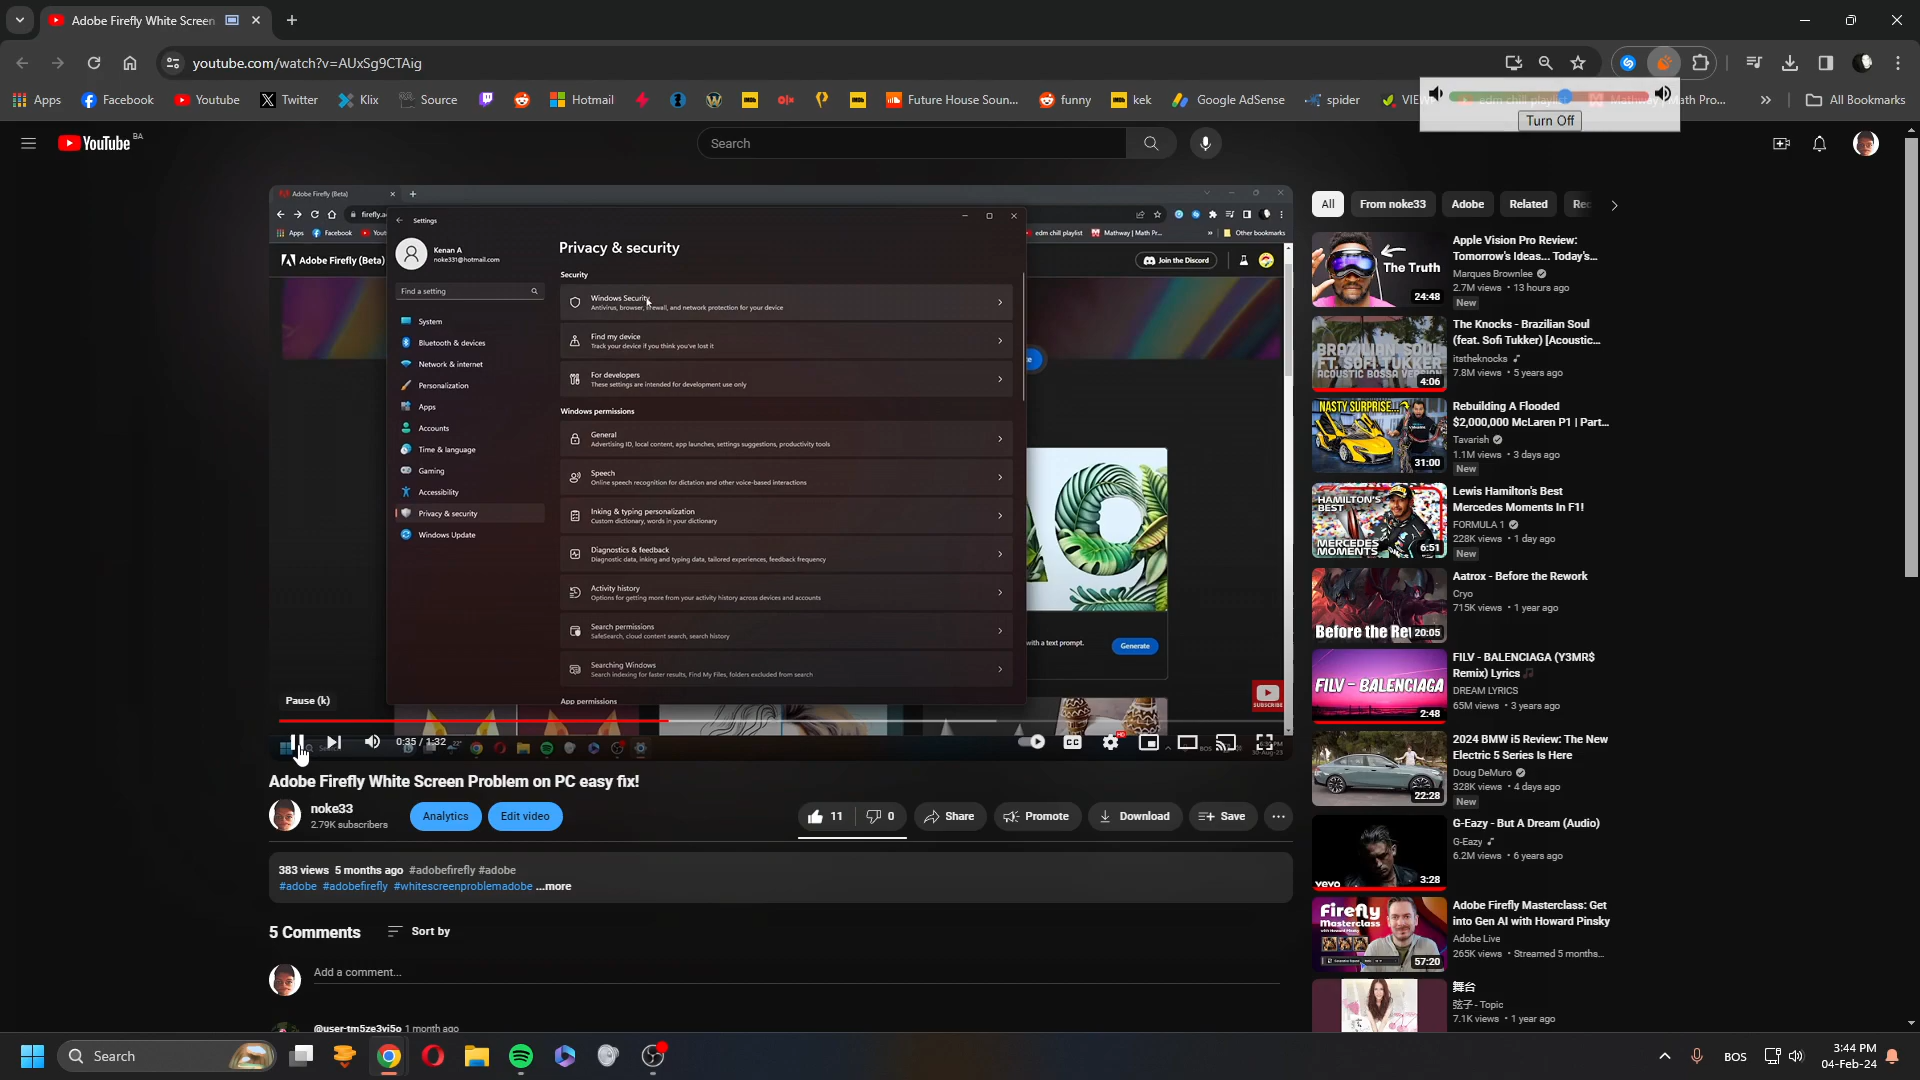 Adobe Firefly White Screen
youtube.com/watch?v=AUxSg9CTAig
Apps
Facebook
Youtube
Twitter
Klix
Source
Hotmail
Future House Soun...
funny
kek
Google AdSense
spider
edm chill playlist
Mathway | Math Pro...
All Bookmarks
Turn Off
YouTube BA
Search
Adobe Firefly (Beta)
Apps
Facebook
edm chill playlist
Mathway | Math Pr...
Other bookmarks
Adobe Firefly (Beta)
Join the Discord
Settings
Kenan A
noke331@hotmail.com
Find a setting
System
Bluetooth & devices
Network & internet
Personalization
Apps
Accounts
Time & language
Gaming
Accessibility
Privacy & security
Windows Update
Privacy & security
Security
Windows Security
Antivirus, browser, firewall, and network protection for your device
Find my device
Track your device if you think you've lost it
For developers
These settings are intended for development use only
Windows permissions
General
Advertising ID, local content, app launches, settings suggestions, productivity tools
Speech
Online speech recognition for dictation and other voice-based interactions
Inking & typing personalization
Custom dictionary, words in your dictionary
Diagnostics & feedback
Diagnostic data, inking and typing data, tailored experiences, feedback frequency
Activity history
Options for getting more from your activity history across devices and accounts
Search permissions
SafeSearch, cloud content search, search history
Searching Windows
Search indexing for faster results, Find My Files, folders excluded from search
App permissions
with a text prompt.
Generate
SUBSCRIBE
Pause (k)
0:35 / 1:32
CC
HD
Adobe Firefly White Screen Problem on PC easy fix!
noke33
2.79K subscribers
Analytics
Edit video
11
0
Share
Promote
Download
Save
383 views 5 months ago #adobefirefly #adobe
#adobe #adobefirefly #whitescreenproblemadobe ...more
5 Comments
Sort by
Add a comment...
@user-tm5ze3vi5o 1 month ago
All
From noke33
Adobe
Related
Rec
The Truth
24:48
Apple Vision Pro Review:
Tomorrow's Ideas... Today's...
Marques Brownlee
2.7M views • 13 hours ago
New
BRAZILIAN SOUL
FT. SOFI TUKKER
ACOUSTIC BOSSA VERSION
4:06
The Knocks - Brazilian Soul
(feat. Sofi Tukker) [Acoustic...
itstheknocks
7.8M views • 5 years ago
NASTY SURPRISE...?
31:00
Rebuilding A Flooded
$2,000,000 McLaren P1 | Part...
Tavarish
1.1M views • 3 days ago
New
HAMILTON'S
BEST
MERCEDES
MOMENTS
6:51
Lewis Hamilton's Best
Mercedes Moments In F1!
FORMULA 1
228K views • 1 day ago
New
Before the Re
20:05
Aatrox - Before the Rework
Cryo
715K views • 1 year ago
FILV - BALENCIAGA
2:48
FILV - BALENCIAGA (Y3MR$
Remix) Lyrics
DREAM LYRICS
65M views • 3 years ago
22:28
2024 BMW i5 Review: The New
Electric 5 Series Is Here
Doug DeMuro
328K views • 4 days ago
New
vevo
3:28
G-Eazy - But A Dream (Audio)
G-Eazy
6.2M views • 6 years ago
Firefly
Masterclass
57:20
Adobe Firefly Masterclass: Get
into Gen AI with Howard Pinsky
Adobe Live
265K views • Streamed 5 months...
舞台
弦子 - Topic
7.1K views • 1 year ago
Search
BOS
3:44 PM
04-Feb-24